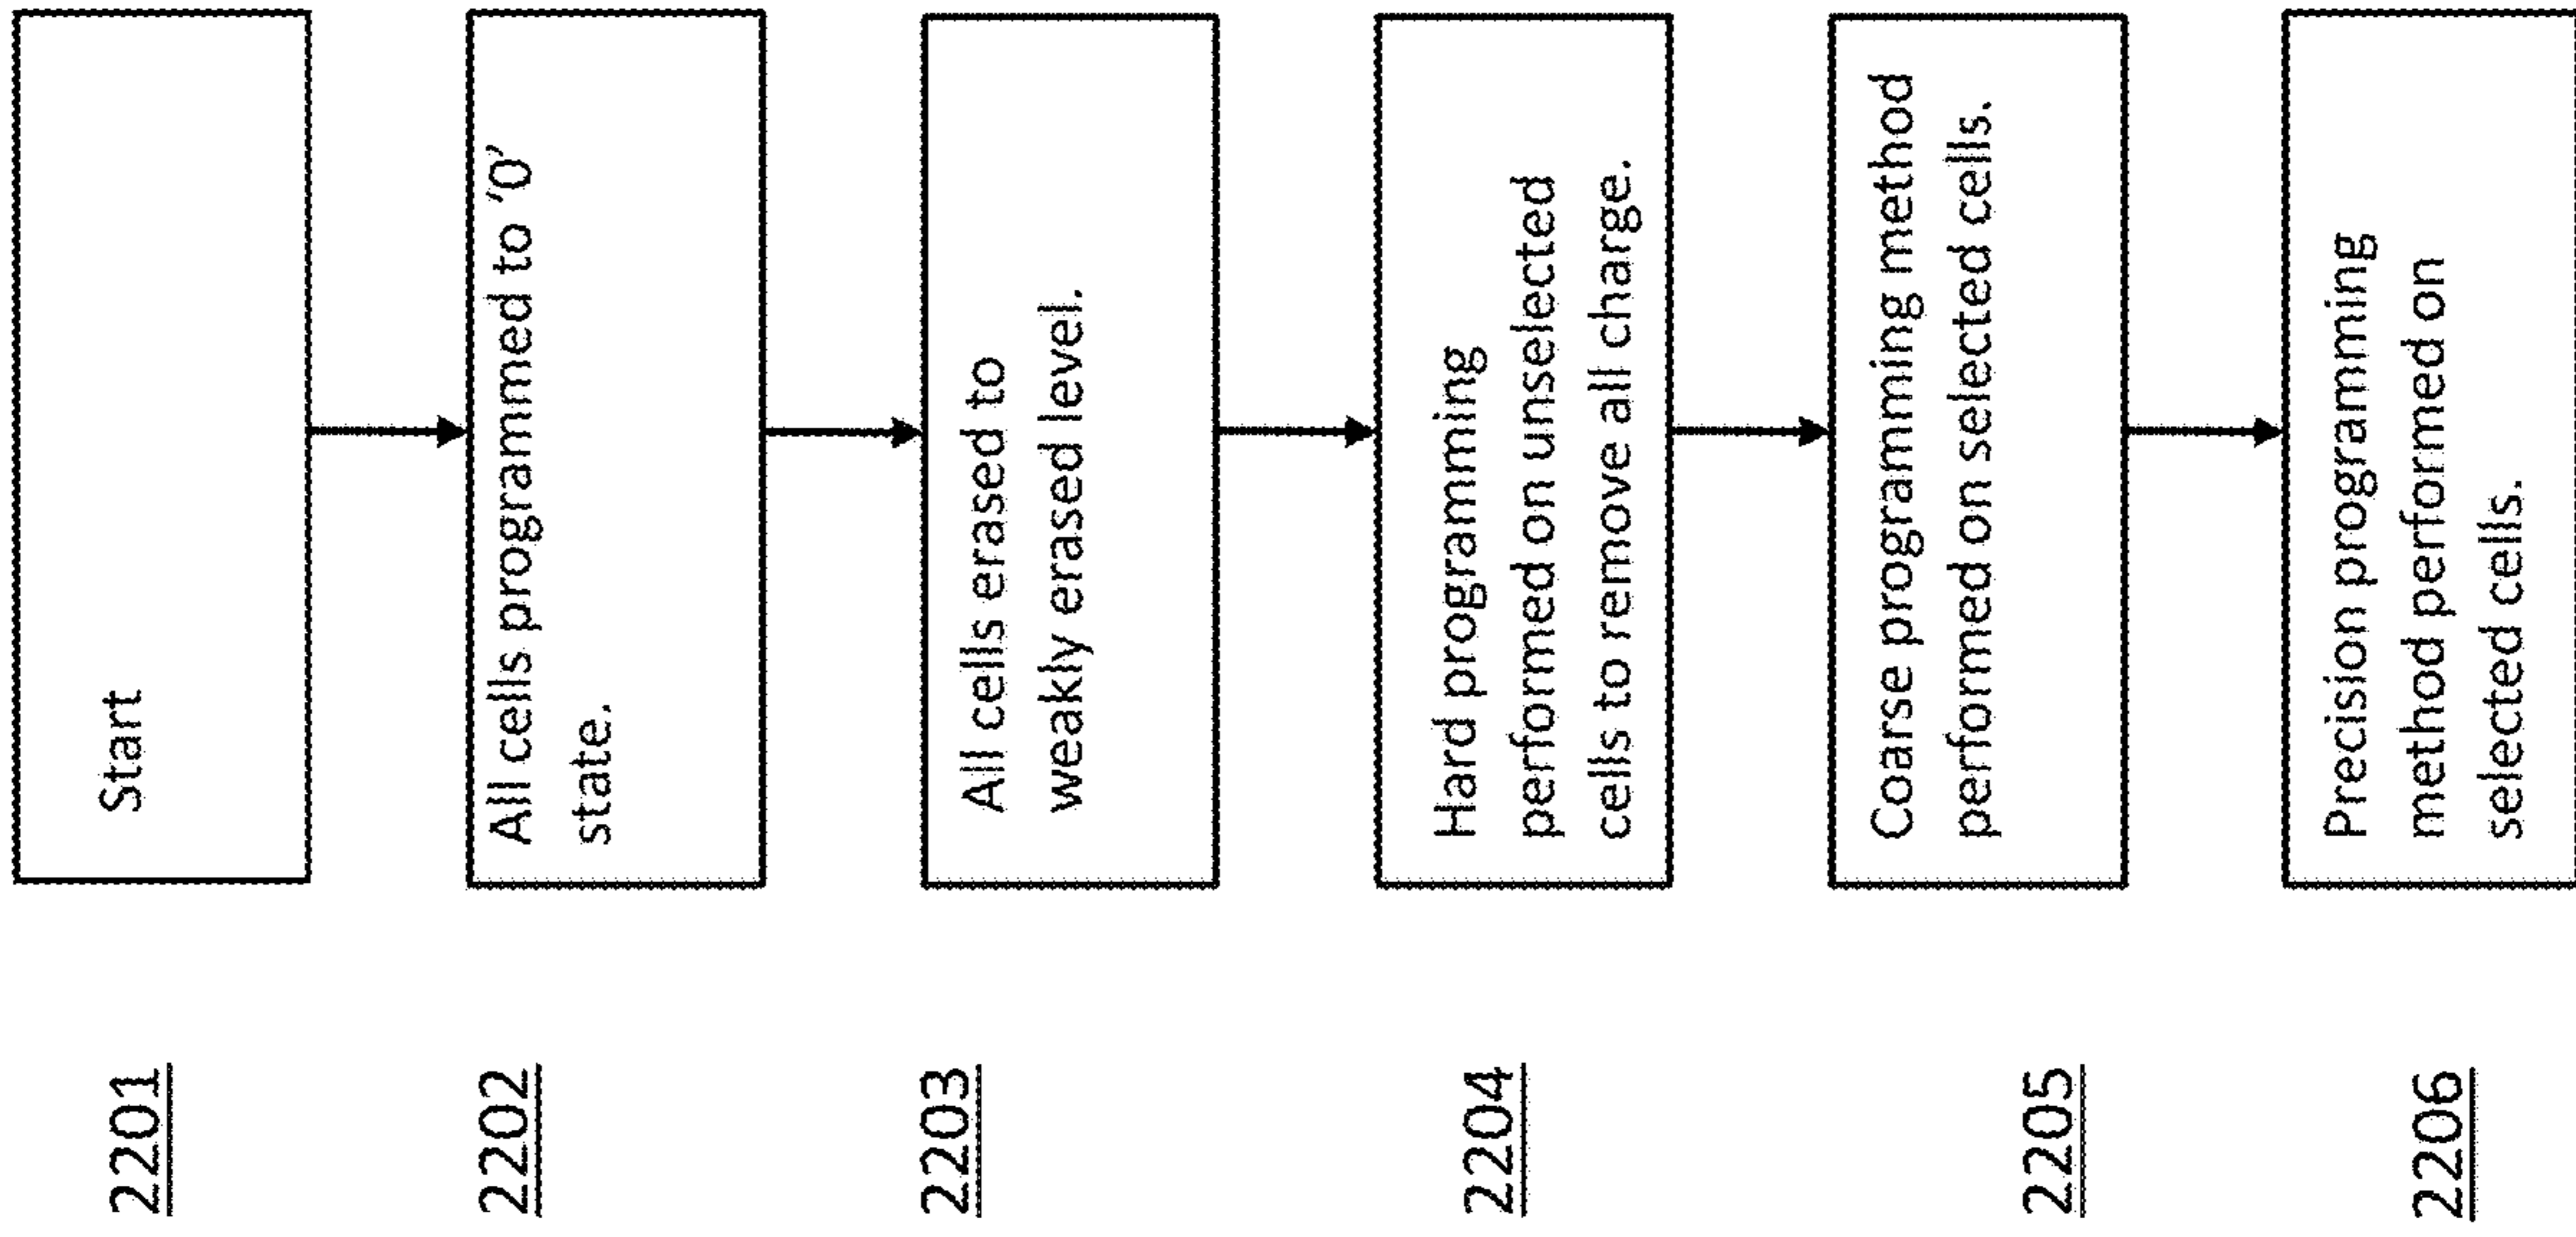 2201
Start
2202
All cells programmed to ‘0’
state.
2203
All cells erased to
weakly erased level.
2204
Hard programming
performed on unselected
cells to remove all charge.
2205
Coarse programming method
performed on selected cells.
2206
Precision programming
method performed on
selected cells.